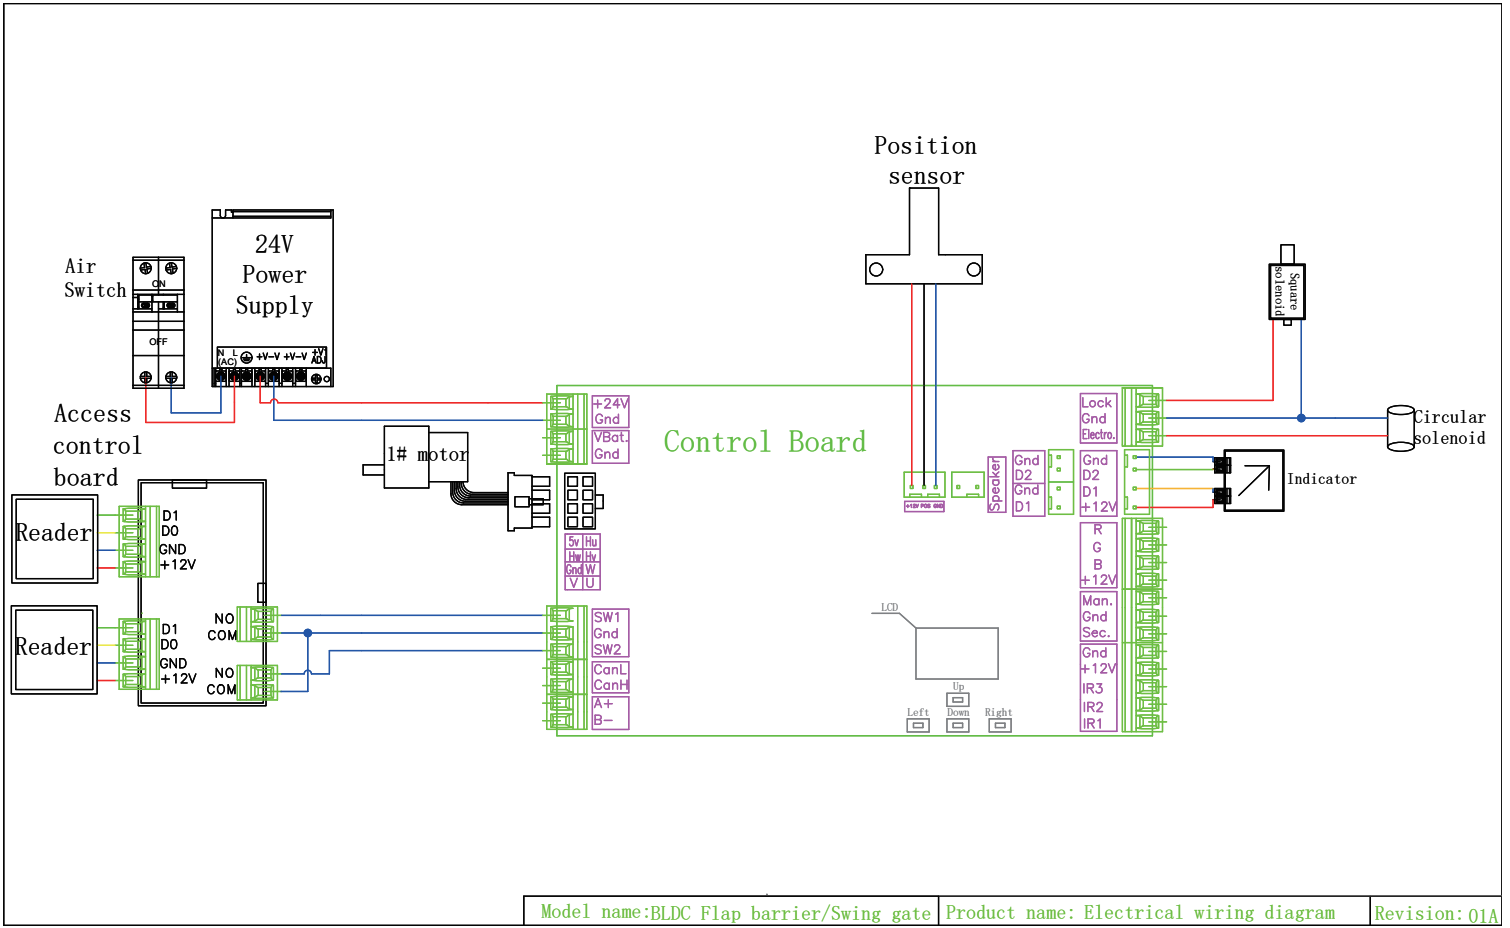 Position
sensor
24V
Power
Supply
Air
Switch
ON
OFF
N L
(AC)
+V-V +V-V
+V
ADJ
Square
solenoid
Access
control
board
1# motor
Control Board
+24V
Gnd
VBat.
Gnd
Lock
Gnd
Electro.
Circular
solenoid
Speaker
Gnd
D2
Gnd
D1
Gnd
D2
D1
+12V
Indicator
+12V POS GND
Reader
D1
D0
GND
+12V
5v Hu
Hw Hv
Gnd W
V U
R
G
B
+12V
Man.
Gnd
Sec.
Gnd
+12V
IR3
IR2
IR1
Reader
D1
D0
GND
+12V
NO
COM
NO
COM
SW1
Gnd
SW2
CanL
CanH
A+
B-
LCD
Up
Left Down Right
Model name:BLDC Flap barrier/Swing gate
Product name: Electrical wiring diagram
Revision: 01A